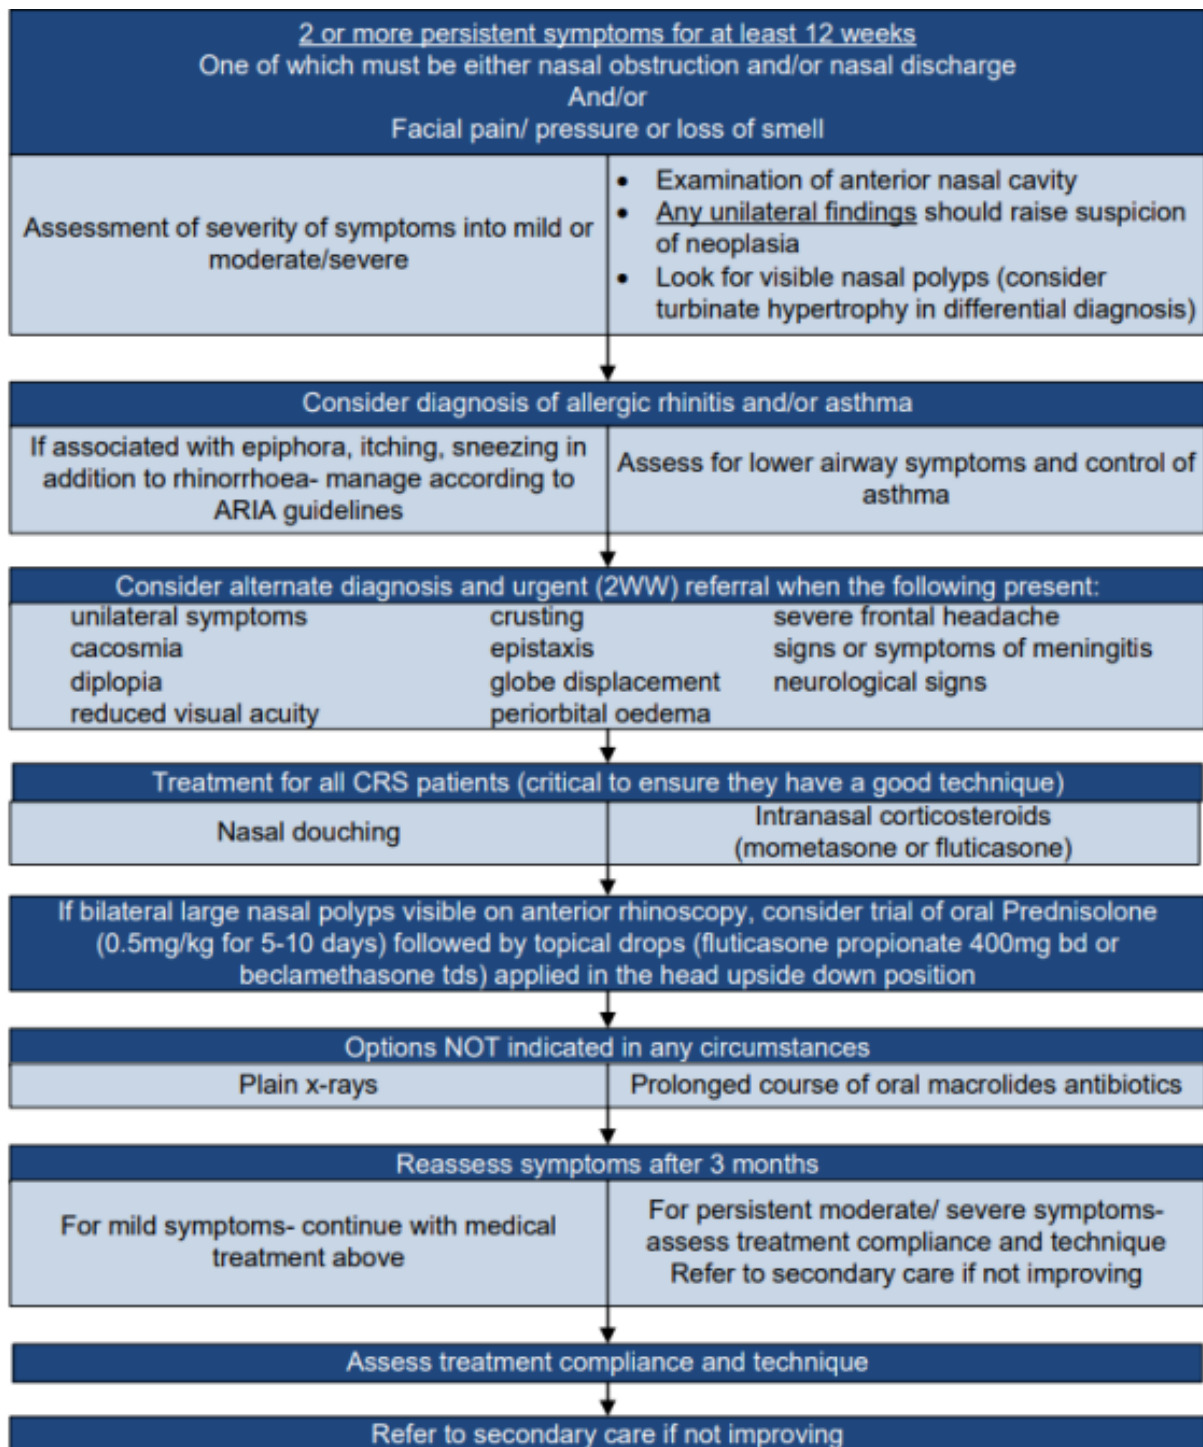 2 or more persistent symptoms for at least 12 weeks
One of which must be either nasal obstruction and/or nasal discharge
And/or
Facial pain/ pressure or loss of smell
Assessment of severity of symptoms into mild or
moderate/severe
• Examination of anterior nasal cavity
• Any unilateral findings should raise suspicion
of neoplasia
• Look for visible nasal polyps (consider
turbinate hypertrophy in differential diagnosis)
Consider diagnosis of allergic rhinitis and/or asthma
If associated with epiphora, itching, sneezing in
addition to rhinorrhoea- manage according to
ARIA guidelines
Assess for lower airway symptoms and control of
asthma
Consider alternate diagnosis and urgent (2WW) referral when the following present:
unilateral symptoms
cacosmia
diplopia
reduced visual acuity
crusting
epistaxis
globe displacement
periorbital oedema
severe frontal headache
signs or symptoms of meningitis
neurological signs
Treatment for all CRS patients (critical to ensure they have a good technique)
Nasal douching
Intranasal corticosteroids
(mometasone or fluticasone)
If bilateral large nasal polyps visible on anterior rhinoscopy, consider trial of oral Prednisolone
(0.5mg/kg for 5-10 days) followed by topical drops (fluticasone propionate 400mg bd or
beclamethasone tds) applied in the head upside down position
Options NOT indicated in any circumstances
Plain x-rays
Prolonged course of oral macrolides antibiotics
Reassess symptoms after 3 months
For mild symptoms- continue with medical
treatment above
For persistent moderate/ severe symptoms-
assess treatment compliance and technique
Refer to secondary care if not improving
Assess treatment compliance and technique
Refer to secondary care if not improving